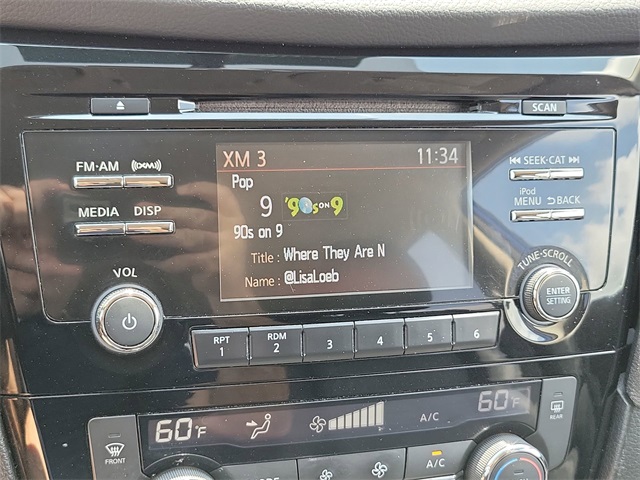 SCAN
FM·AM XM
SEEK·CAT
MEDIA DISP
iPod
MENU BACK
VOL
TUNE·SCROLL
ENTER
SETTING
XM 3 11:34
Pop
9 '90s ON 9
90s on 9
Title : Where They Are N
Name : @LisaLoeb
RPT
1
RDM
2
3
4
5
6
60°F A/C 60°F
FRONT
REAR
A/C